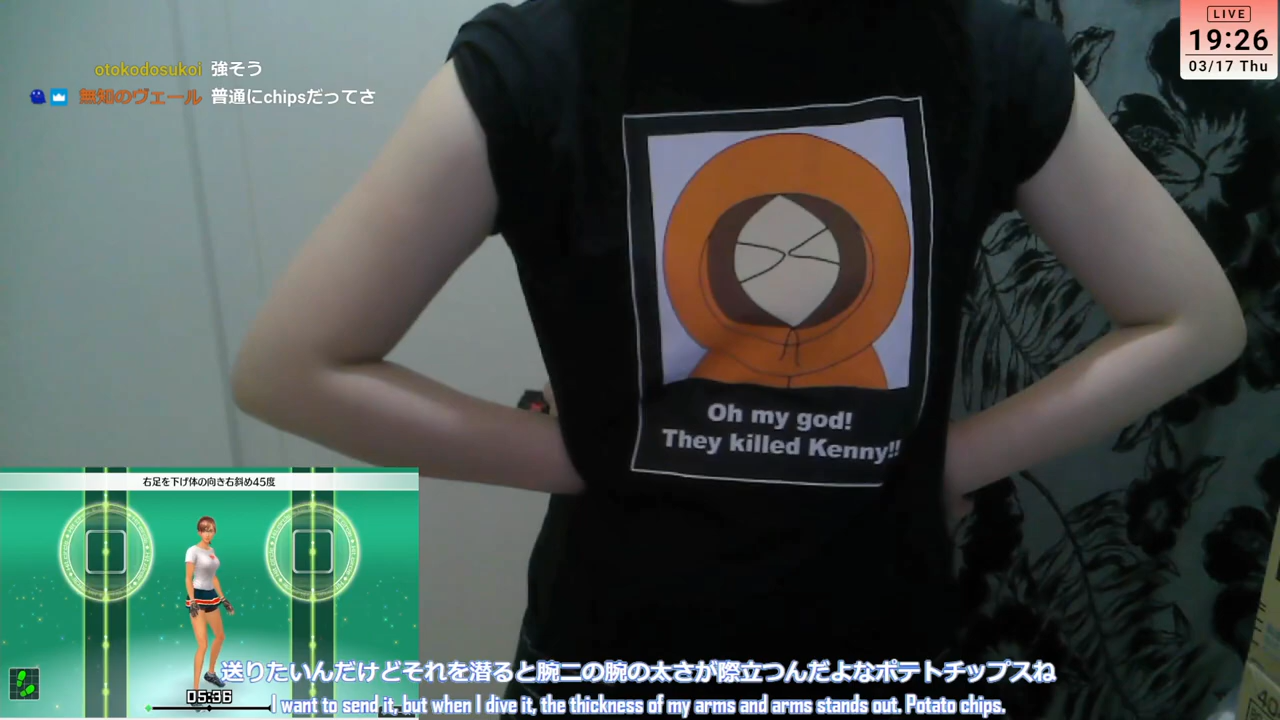 LIVE
19:26
03/17 Thu
otokodosukoi 強そう
無知のヴェール 普通にchipsだってさ
Oh my god!
They killed Kenny!!
右足を下げ体の向き右斜め45度
05:36
送りたいんだけどそれを潜ると腕二の腕の太さが際立つんだよなポテトチップスね
I want to send it, but when I dive it, the thickness of my arms and arms stands out. Potato chips.